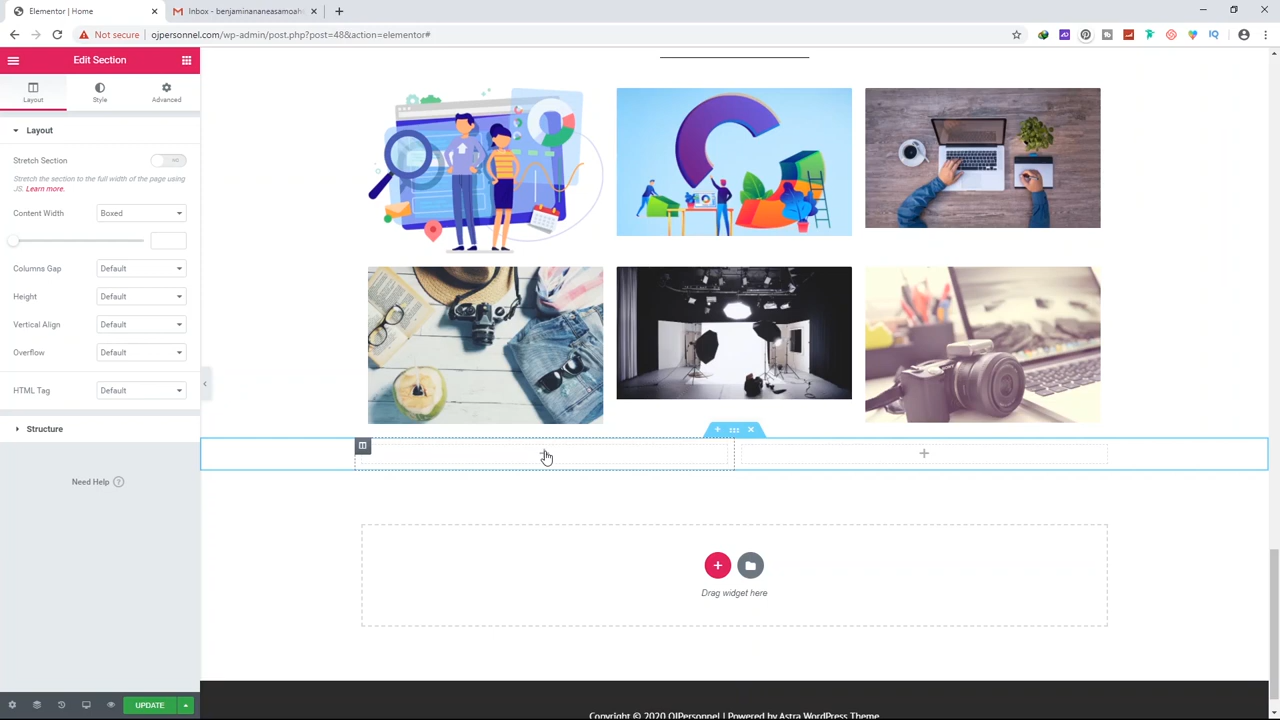 Elementor | Home
Inbox - benjaminananeasamoah
Not secure
ojpersonnel.com/wp-admin/post.php?post=48&action=elementor#
Edit Section
Layout
Style
Advanced
Layout
Stretch Section
NO
Stretch the section to the full width of the page using
JS. Learn more.
Content Width
Boxed
Columns Gap
Default
Height
Default
Vertical Align
Default
Overflow
Default
HTML Tag
Default
Structure
Need Help
Drag widget here
UPDATE
Copyright © 2020 OJPersonnel | Powered by Astra WordPress Theme